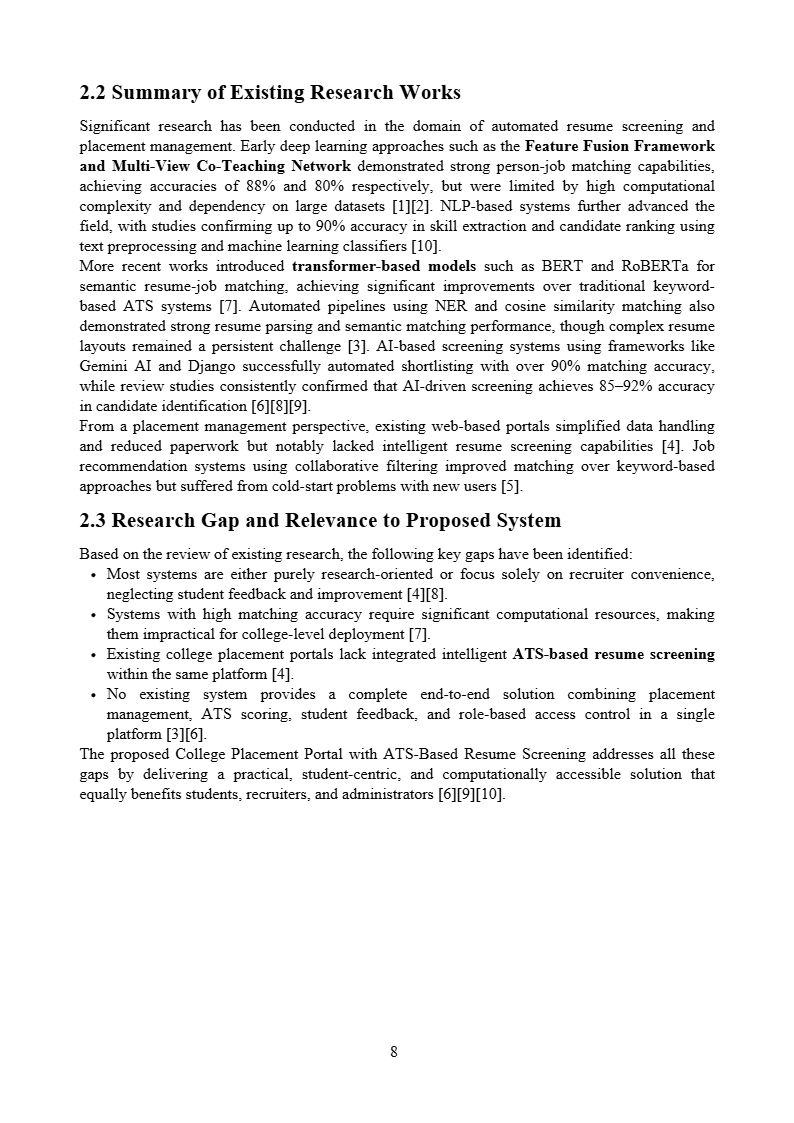 2.2 Summary of Existing Research Works
Significant research has been conducted in the domain of automated resume screening and
placement management. Early deep learning approaches such as the Feature Fusion Framework
and Multi-View Co-Teaching Network demonstrated strong person-job matching capabilities,
achieving accuracies of 88% and 80% respectively, but were limited by high computational
complexity and dependency on large datasets [1][2]. NLP-based systems further advanced the
field, with studies confirming up to 90% accuracy in skill extraction and candidate ranking using
text preprocessing and machine learning classifiers [10].
More recent works introduced transformer-based models such as BERT and RoBERTa for
semantic resume-job matching, achieving significant improvements over traditional keyword-
based ATS systems [7]. Automated pipelines using NER and cosine similarity matching also
demonstrated strong resume parsing and semantic matching performance, though complex resume
layouts remained a persistent challenge [3]. AI-based screening systems using frameworks like
Gemini AI and Django successfully automated shortlisting with over 90% matching accuracy,
while review studies consistently confirmed that AI-driven screening achieves 85–92% accuracy
in candidate identification [6][8][9].
From a placement management perspective, existing web-based portals simplified data handling
and reduced paperwork but notably lacked intelligent resume screening capabilities [4]. Job
recommendation systems using collaborative filtering improved matching over keyword-based
approaches but suffered from cold-start problems with new users [5].
2.3 Research Gap and Relevance to Proposed System
Based on the review of existing research, the following key gaps have been identified:
• Most systems are either purely research-oriented or focus solely on recruiter convenience,
neglecting student feedback and improvement [4][8].
• Systems with high matching accuracy require significant computational resources, making
them impractical for college-level deployment [7].
• Existing college placement portals lack integrated intelligent ATS-based resume screening
within the same platform [4].
• No existing system provides a complete end-to-end solution combining placement
management, ATS scoring, student feedback, and role-based access control in a single
platform [3][6].
The proposed College Placement Portal with ATS-Based Resume Screening addresses all these
gaps by delivering a practical, student-centric, and computationally accessible solution that
equally benefits students, recruiters, and administrators [6][9][10].
8